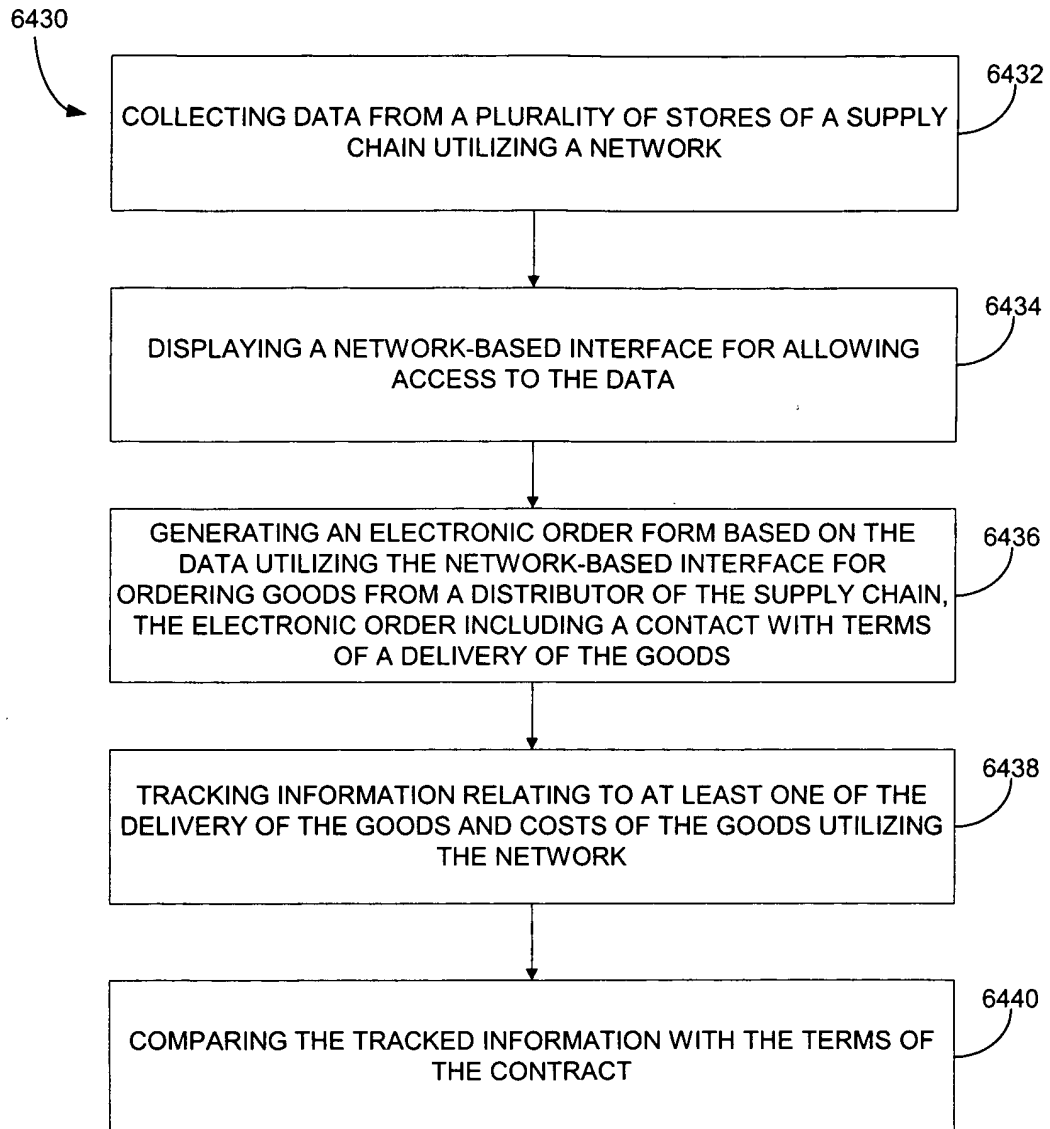 6430
6432
COLLECTING DATA FROM A PLURALITY OF STORES OF A SUPPLY
CHAIN UTILIZING A NETWORK
6434
DISPLAYING A NETWORK-BASED INTERFACE FOR ALLOWING
ACCESS TO THE DATA
6436
GENERATING AN ELECTRONIC ORDER FORM BASED ON THE
DATA UTILIZING THE NETWORK-BASED INTERFACE FOR
ORDERING GOODS FROM A DISTRIBUTOR OF THE SUPPLY CHAIN,
THE ELECTRONIC ORDER INCLUDING A CONTACT WITH TERMS
OF A DELIVERY OF THE GOODS
6438
TRACKING INFORMATION RELATING TO AT LEAST ONE OF THE
DELIVERY OF THE GOODS AND COSTS OF THE GOODS UTILIZING
THE NETWORK
6440
COMPARING THE TRACKED INFORMATION WITH THE TERMS OF
THE CONTRACT